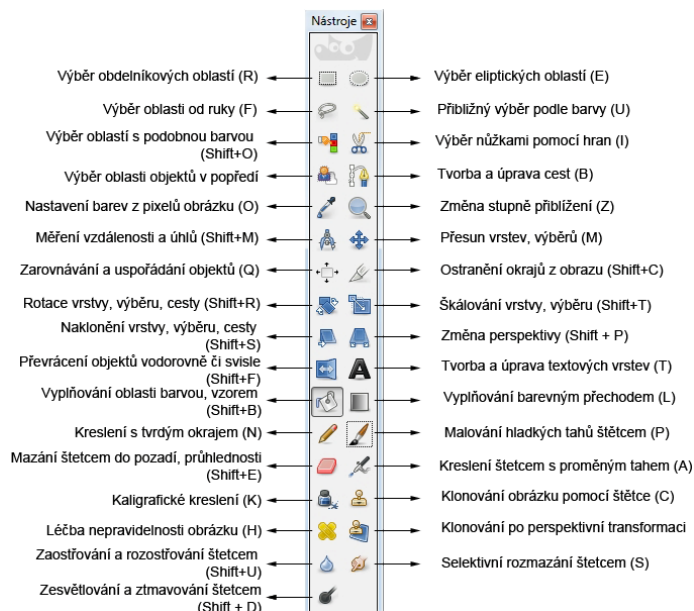 Nástroje
Výběr obdelníkových oblastí (R)
Výběr eliptických oblastí (E)
Výběr oblasti od ruky (F)
Přibližný výběr podle barvy (U)
Výběr oblastí s podobnou barvou
(Shift+O)
Výběr nůžkami pomocí hran (I)
Výběr oblasti objektů v popředí
Tvorba a úprava cest (B)
Nastavení barev z pixelů obrázku (O)
Změna stupně přiblížení (Z)
Měření vzdálenosti a úhlů (Shift+M)
Přesun vrstev, výběrů (M)
Zarovnávání a uspořádání objektů (Q)
Ostranění okrajů z obrazu (Shift+C)
Rotace vrstvy, výběru, cesty (Shift+R)
Škálování vrstvy, výběru (Shift+T)
Naklonění vrstvy, výběru, cesty
(Shift+S)
Změna perspektivy (Shift + P)
Převrácení objektů vodorovně či svisle
(Shift+F)
Tvorba a úprava textových vrstev (T)
Vyplňování oblasti barvou, vzorem
(Shift+B)
Vyplňování barevným přechodem (L)
Kreslení s tvrdým okrajem (N)
Malování hladkých tahů štětcem (P)
Mazání štetcem do pozadí, průhlednosti
(Shift+E)
Kreslení štetcem s proměným tahem (A)
Kaligrafické kreslení (K)
Klonování obrázku pomocí štětce (C)
Léčba nepravidelnosti obrázku (H)
Klonování po perspektivní transformaci
Zaostřování a rozostřování štetcem
(Shift+U)
Selektivní rozmazání štetcem (S)
Zesvětlování a ztmavování štětcem
(Shift + D)